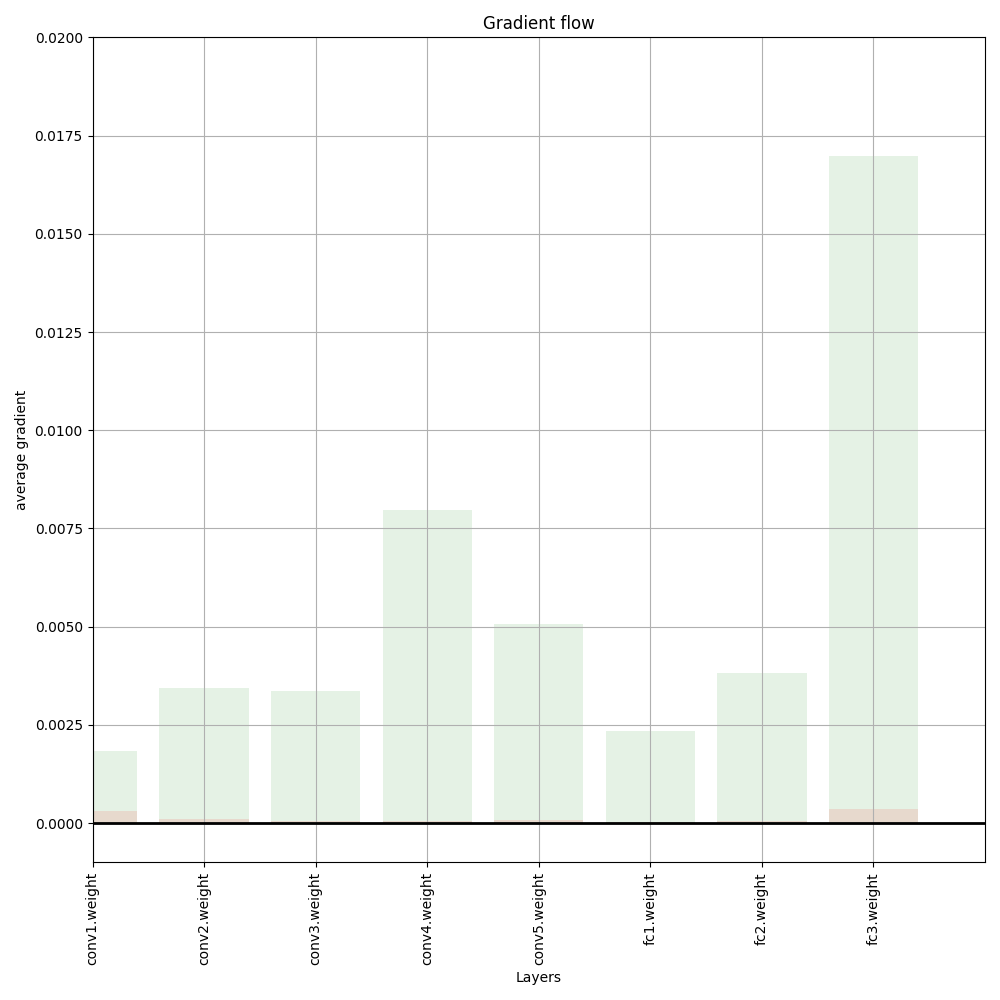 Gradient flow
0.0200
0.0175
0.0150
0.0125
0.0100
0.0075
0.0050
0.0025
0.0000
average gradient
conv1.weight
conv2.weight
conv3.weight
conv4.weight
conv5.weight
fc1.weight
fc2.weight
fc3.weight
Layers